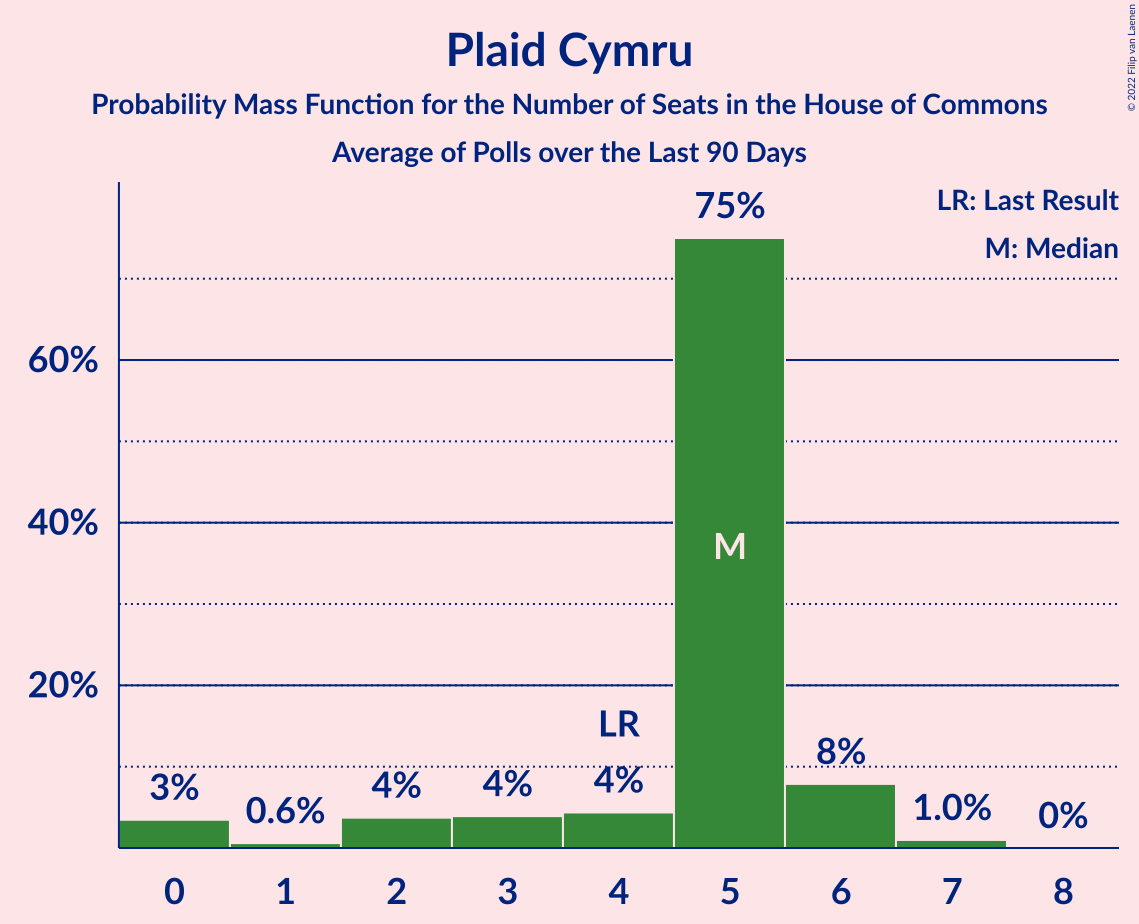 Plaid Cymru
Probability Mass Function for the Number of Seats in the House of Commons
Average of Polls over the Last 90 Days
© 2022 Filip van Laenen
LR: Last Result
M: Median
75%
60%
40%
20%
M
LR
3%
0.6%
4%
4%
4%
8%
1.0%
0%
0 1 2 3 4 5 6 7 8